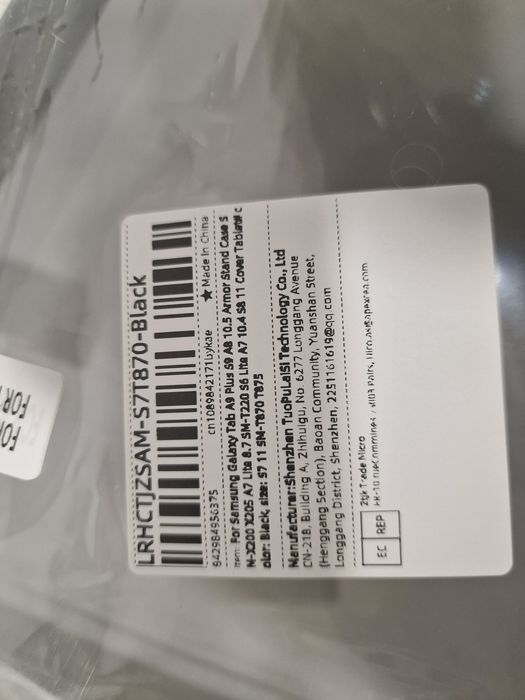 LRHCTJZSAM-S7T870-Black
842984956375 cn1089842171uykae ★ Made In China
Item: For Samsung Galaxy Tab A9 Plus S9 A8 10.5 Armor Stand Case S
M-X200 X205 A7 Lite 8.7 SM-T220 S6 Lite A7 10.4 S8 11 Cover Tablet# C
olor: Black, size: S7 11 SM-T870 T875
Manufacturer:Shenzhen TuoPuLaiSi Technology Co., Ltd
CN-218, Building A, Zhihuigu, No 6277 Longgang Avenue
(Henggang Section), Baoan Community, Yuanshan Street,
Longgang District, Shenzhen, 2251161619@qq com
EC REP
Trade Micro
FOR
FOR